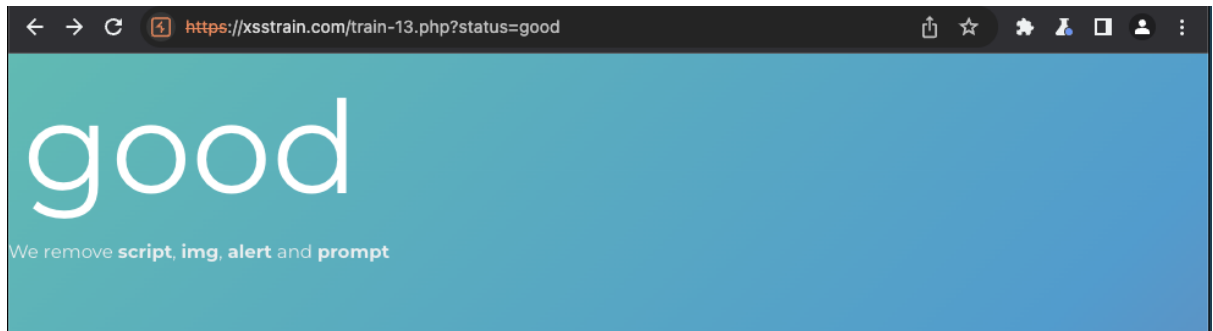 https://xsstrain.com/train-13.php?status=good
good
We remove script, img, alert and prompt